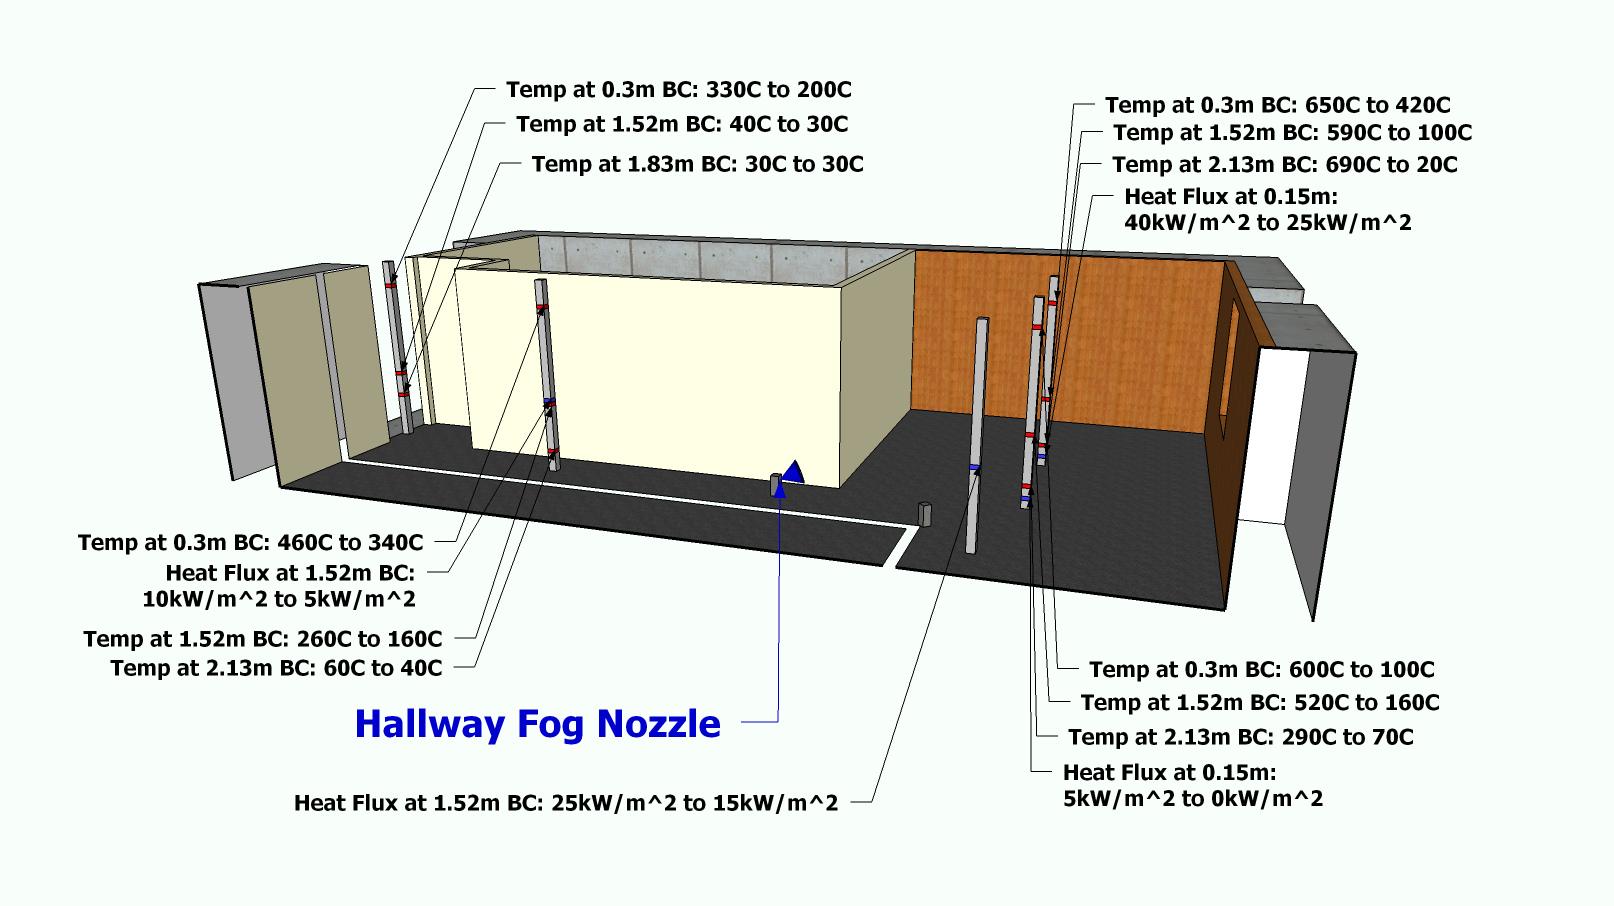 Temp at 0.3m BC: 330C to 200C
Temp at 1.52m BC: 40C to 30C
Temp at 1.83m BC: 30C to 30C
Temp at 0.3m BC: 650C to 420C
Temp at 1.52m BC: 590C to 100C
Temp at 2.13m BC: 690C to 20C
Heat Flux at 0.15m:
40kW/m^2 to 25kW/m^2
Temp at 0.3m BC: 460C to 340C
Heat Flux at 1.52m BC:
10kW/m^2 to 5kW/m^2
Temp at 1.52m BC: 260C to 160C
Temp at 2.13m BC: 60C to 40C
Hallway Fog Nozzle
Heat Flux at 1.52m BC: 25kW/m^2 to 15kW/m^2
Temp at 0.3m BC: 600C to 100C
Temp at 1.52m BC: 520C to 160C
Temp at 2.13m BC: 290C to 70C
Heat Flux at 0.15m:
5kW/m^2 to 0kW/m^2